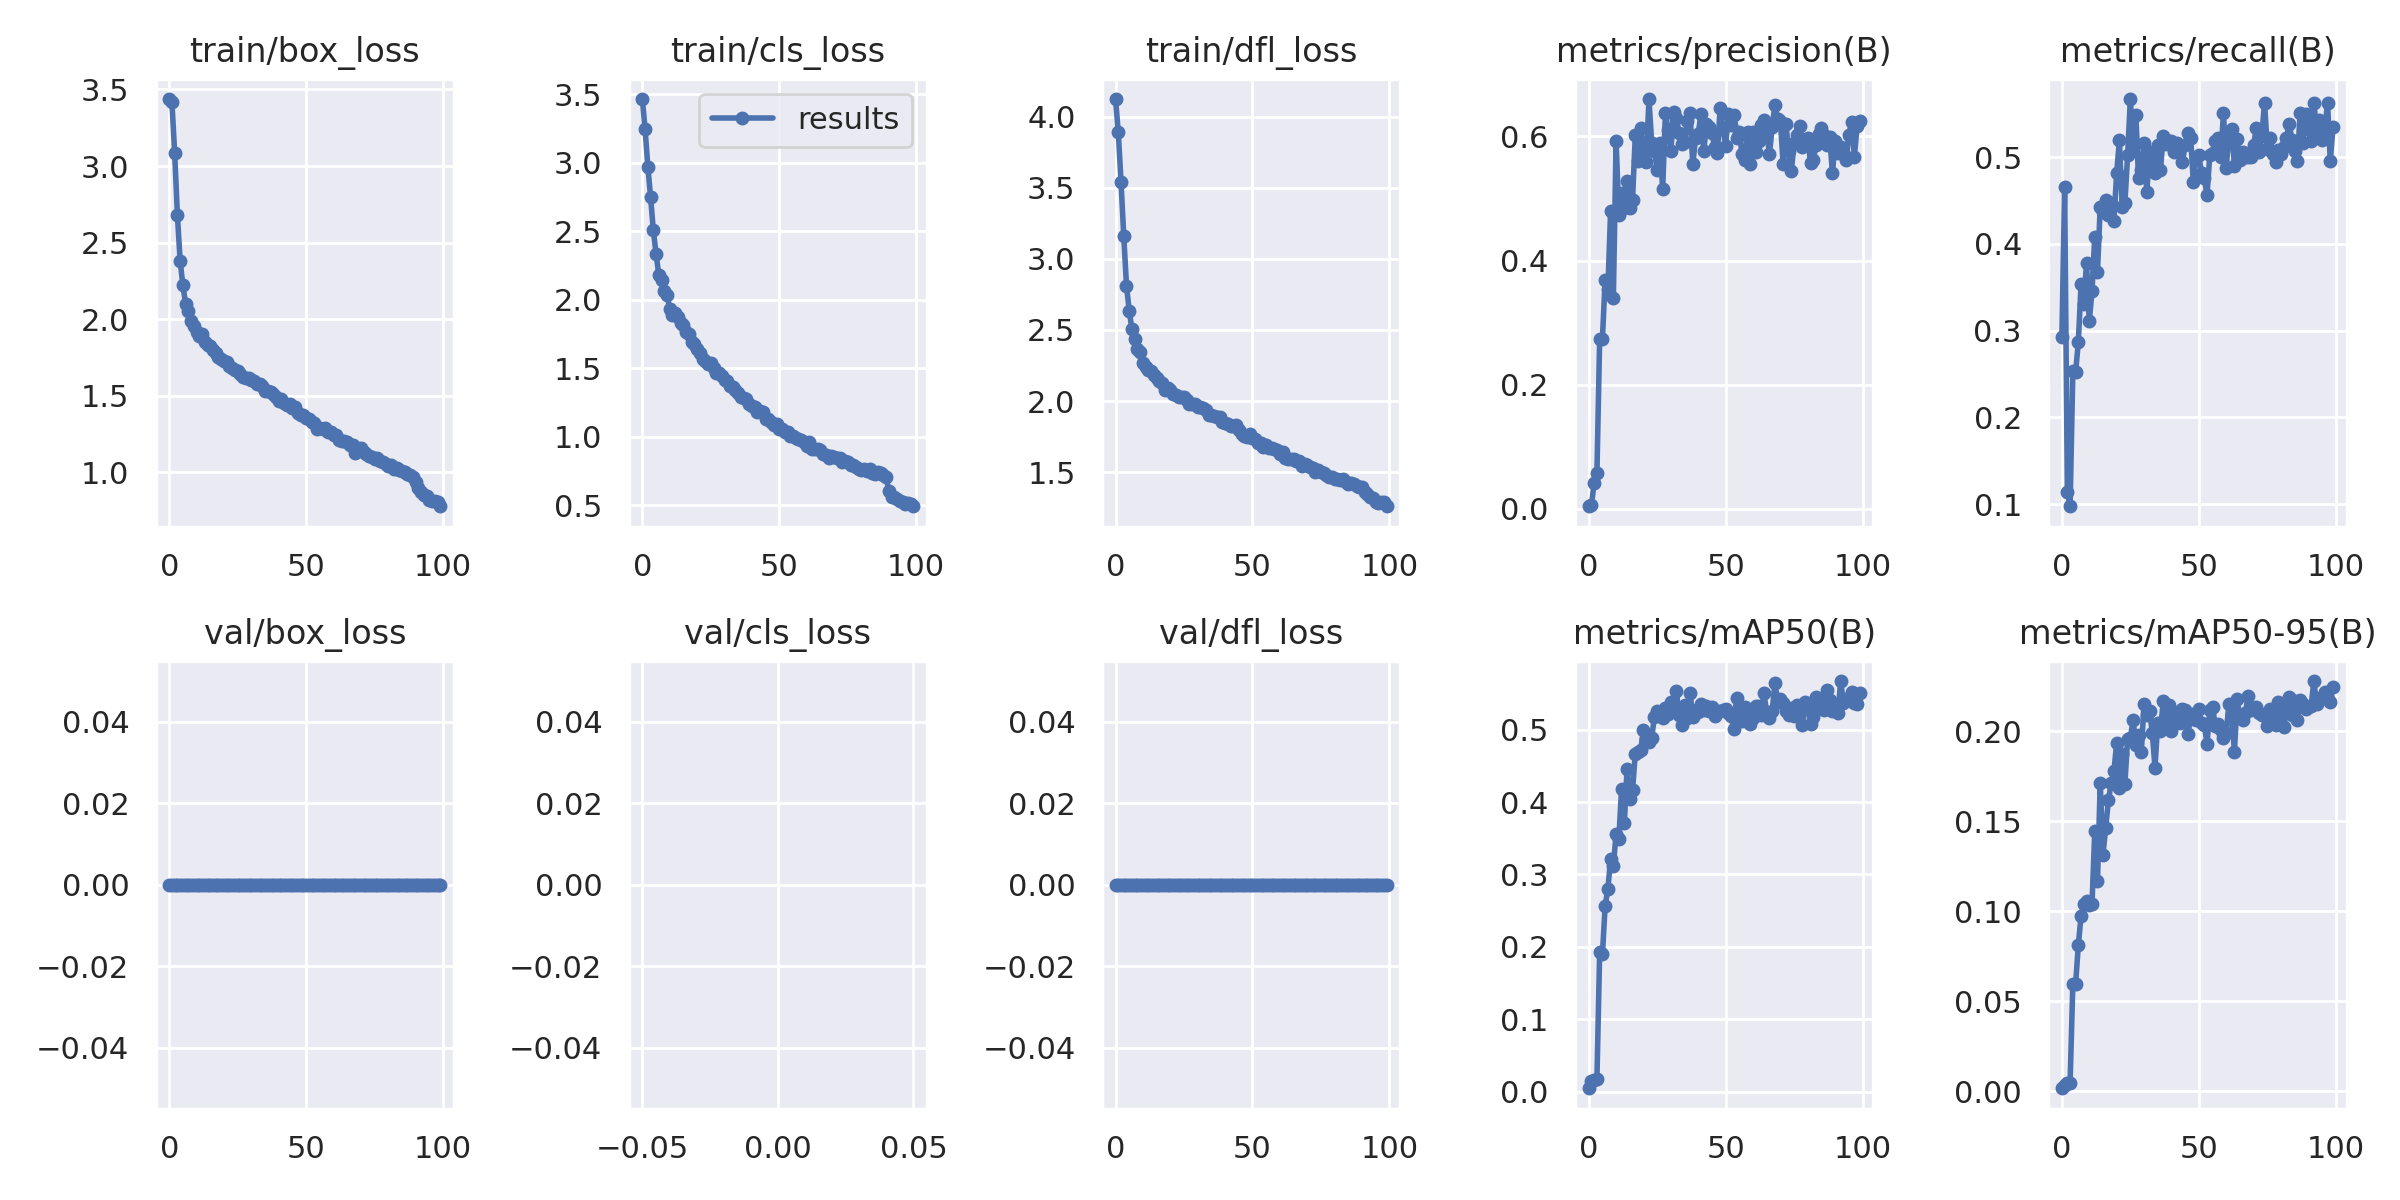 train/box_loss
3.5
3.0
2.5
2.0
1.5
1.0
0 50 100
train/cls_loss
results
3.5
3.0
2.5
2.0
1.5
1.0
0.5
0 50 100
train/dfl_loss
4.0
3.5
3.0
2.5
2.0
1.5
0 50 100
metrics/precision(B)
0.6
0.4
0.2
0.0
0 50 100
metrics/recall(B)
0.5
0.4
0.3
0.2
0.1
0 50 100
val/box_loss
0.04
0.02
0.00
−0.02
−0.04
0 50 100
val/cls_loss
0.04
0.02
0.00
−0.02
−0.04
−0.05 0.00 0.05
val/dfl_loss
0.04
0.02
0.00
−0.02
−0.04
0 50 100
metrics/mAP50(B)
0.5
0.4
0.3
0.2
0.1
0.0
0 50 100
metrics/mAP50-95(B)
0.20
0.15
0.10
0.05
0.00
0 50 100